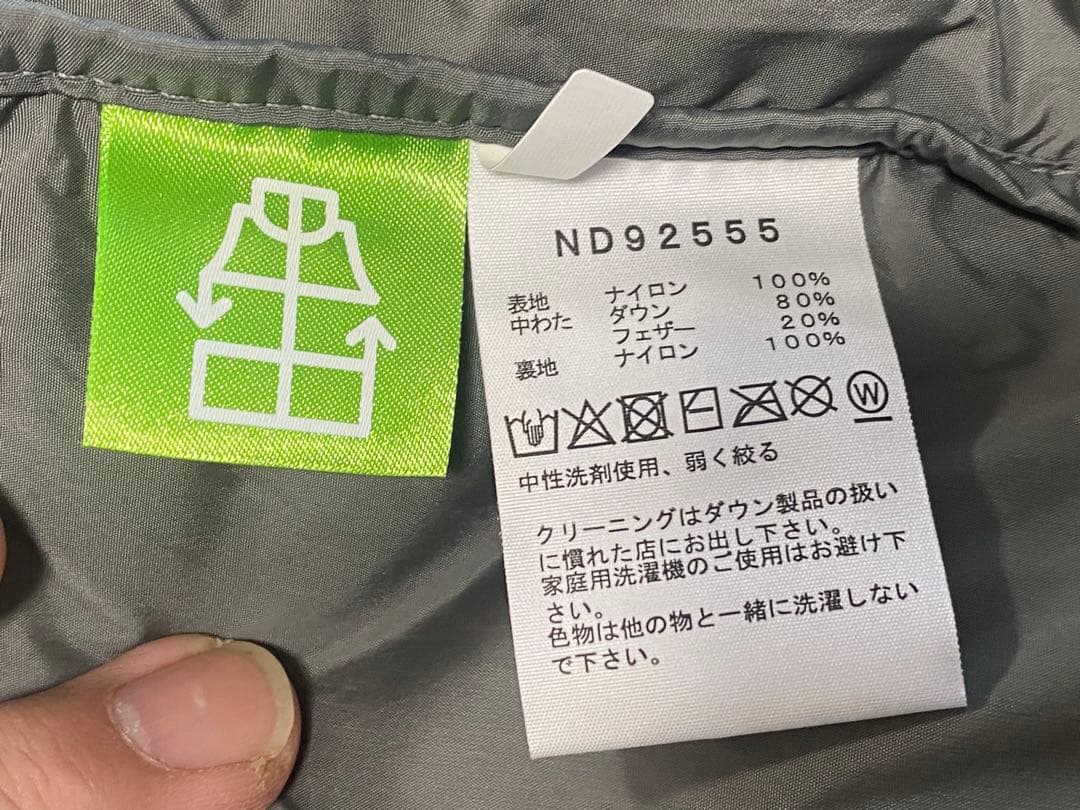 ND92555
表地 ナイロン 100%
中わた ダウン 80%
フェザー 20%
裏地 ナイロン 100%
W
中性洗剤使用、弱く絞る
クリーニングはダウン製品の扱い
に慣れた店にお出し下さい。
家庭用洗濯機のご使用はお避け下
さい。
色物は他の物と一緒に洗濯しない
で下さい。